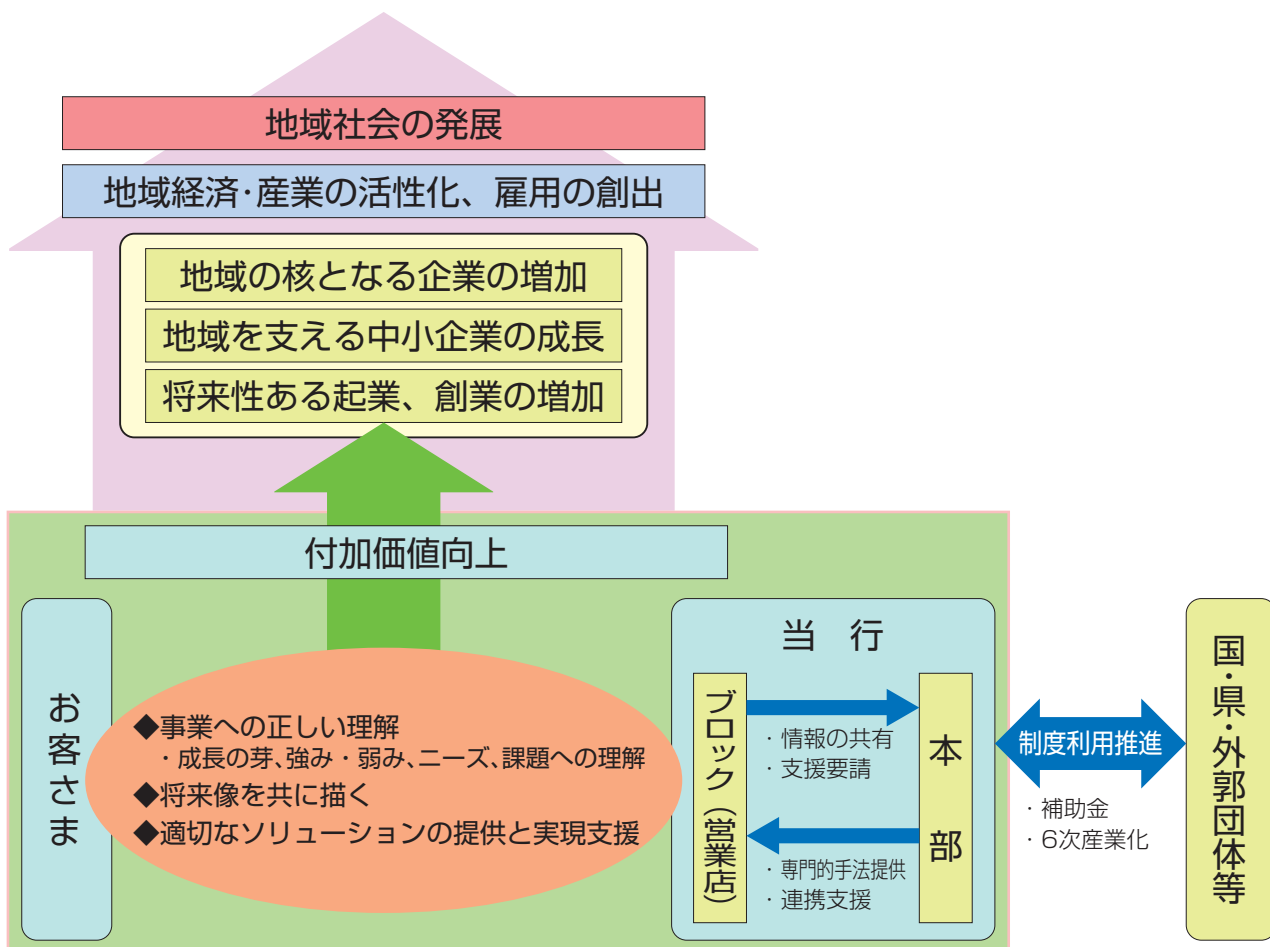 地域社会の発展
地域経済・産業の活性化、雇用の創出
地域の核となる企業の増加
地域を支える中小企業の成長
将来性ある起業、創業の増加
付加価値向上
お客さま
◆事業への正しい理解
・成長の芽、強み・弱み、ニーズ、課題への理解
◆将来像を共に描く
◆適切なソリューションの提供と実現支援
当 行
ブロック（営業店）
・情報の共有
・支援要請
・専門的手法提供
・連携支援
本 部
制度利用推進
・補助金
・6次産業化
国・県・外郭団体等